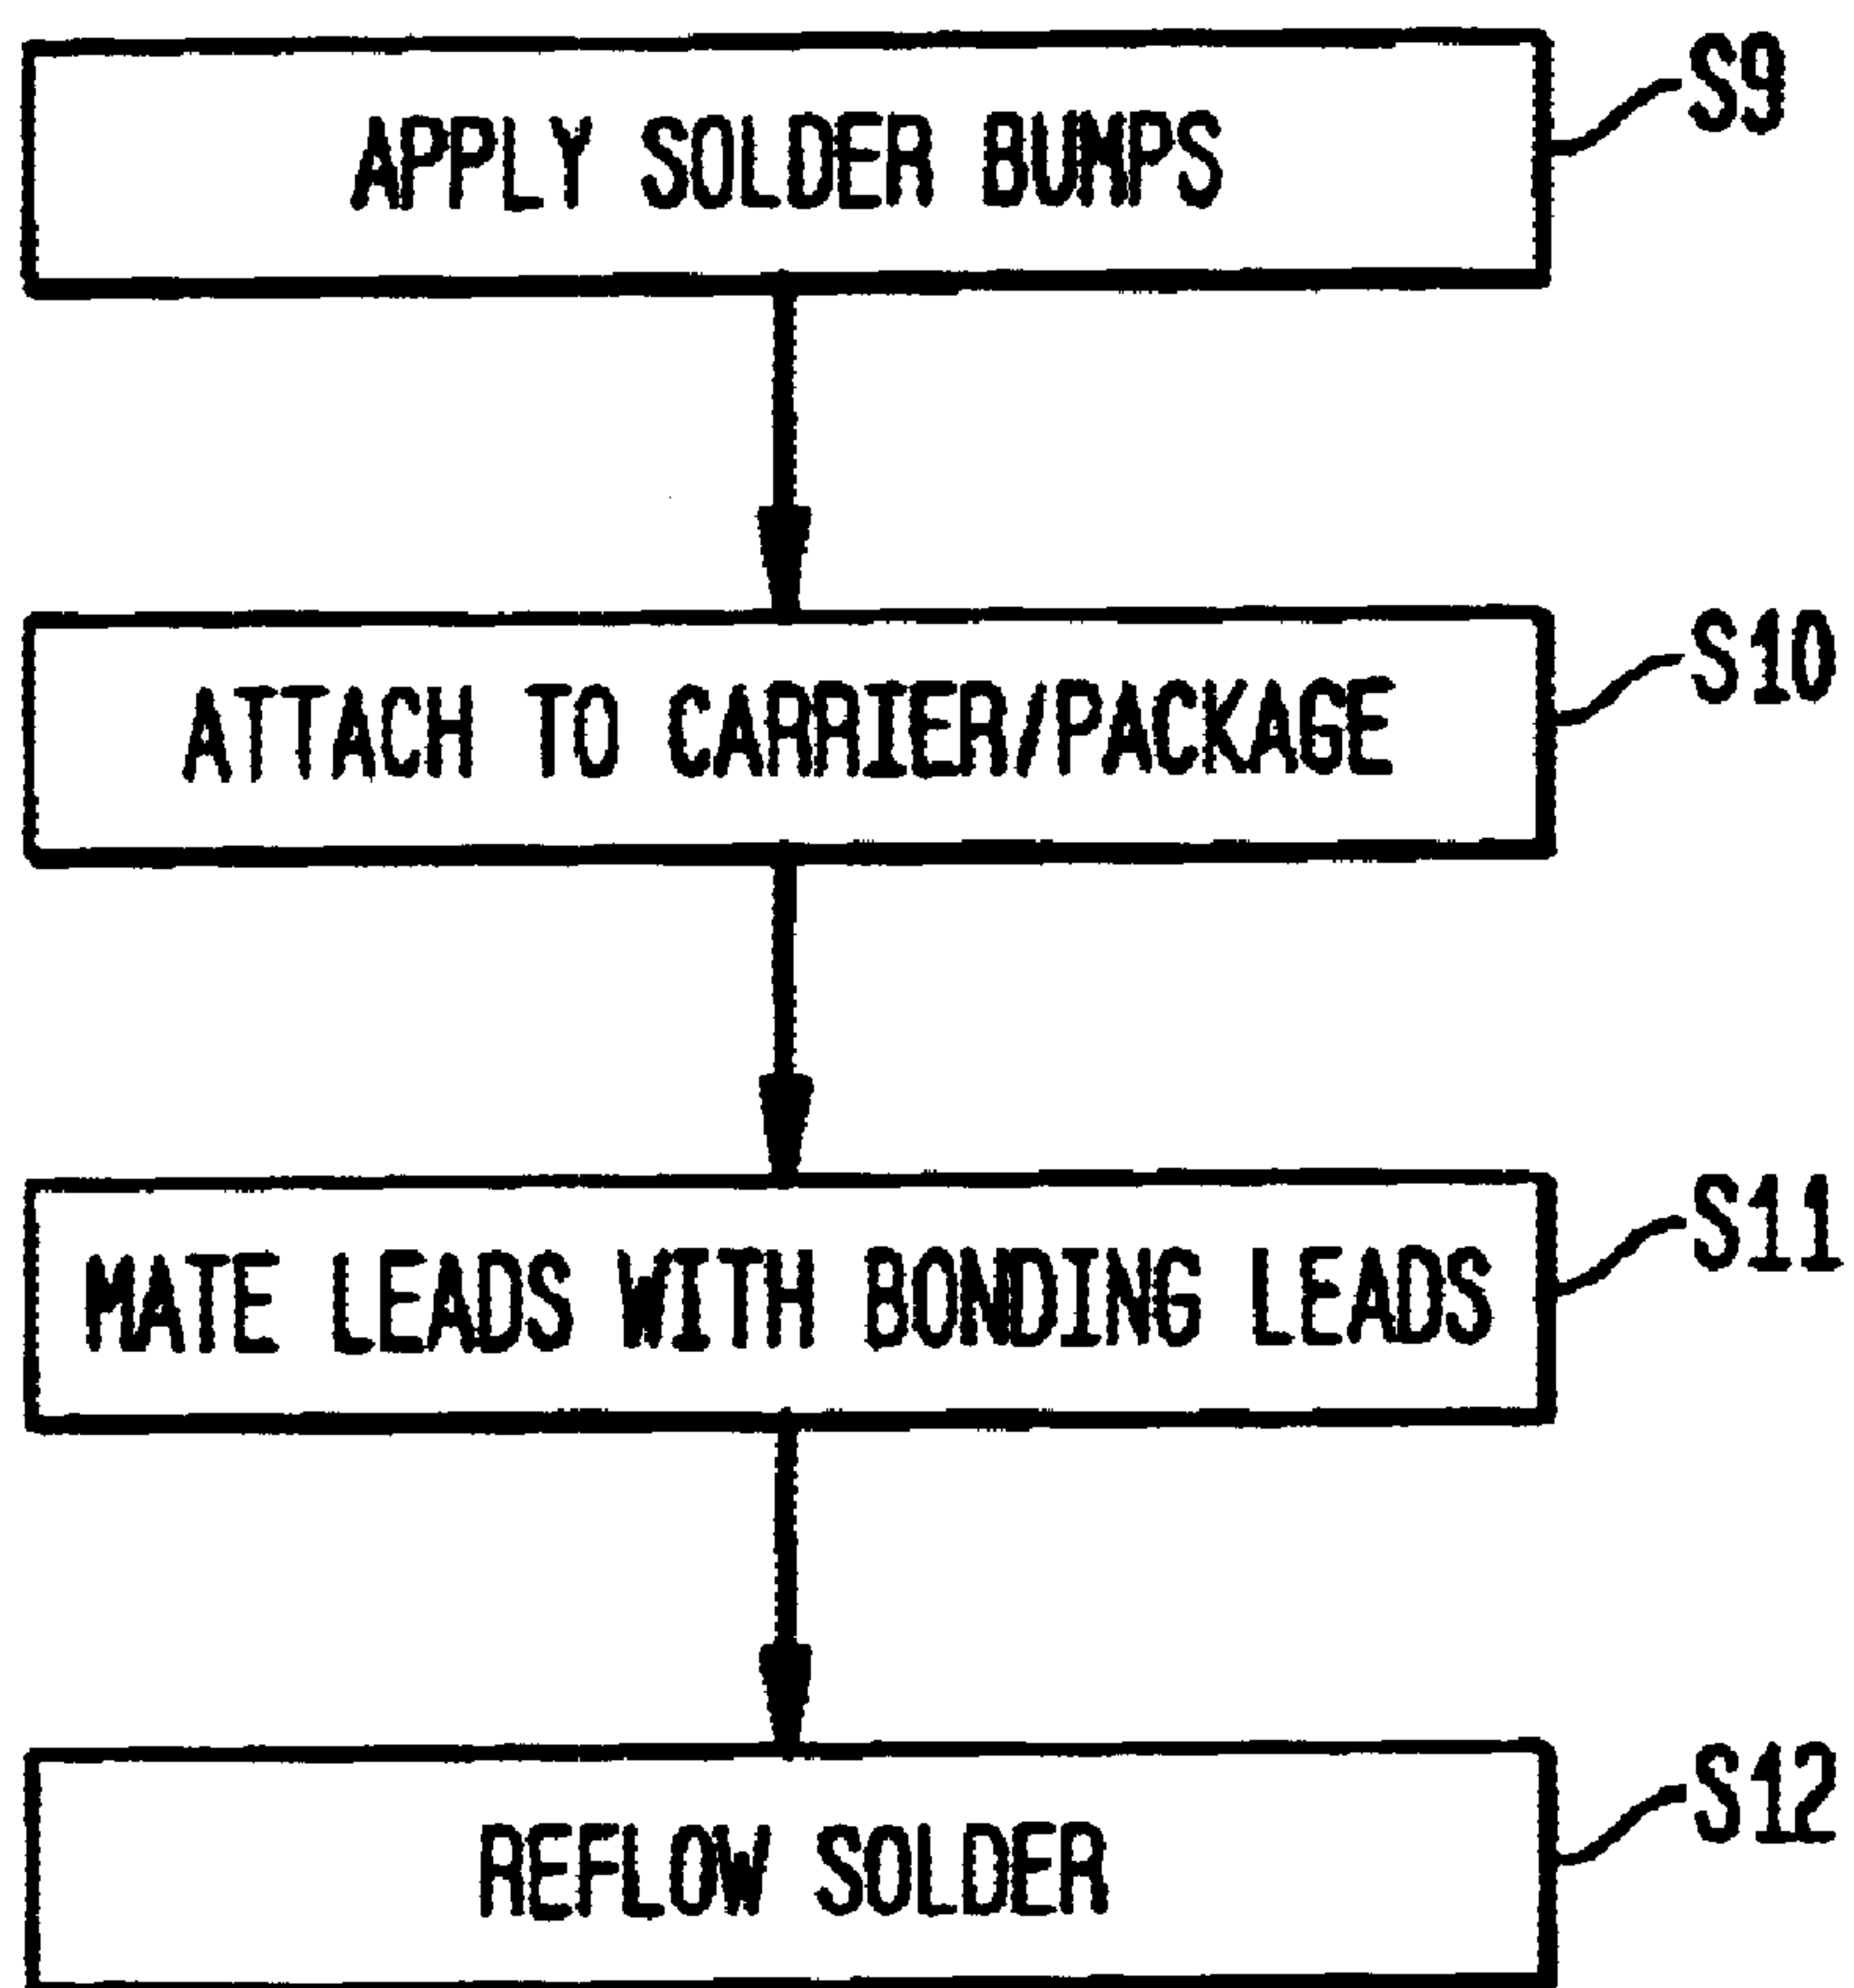 APPLY SOLDER BUMPS
S9
ATTACH TO CARRIER/PACKAGE
S10
MATE LEADS WITH BONDING LEADS
S11
REFLOW SOLDER
S12